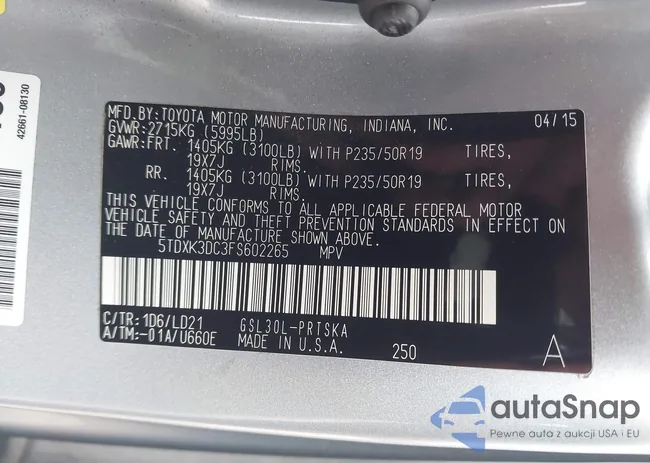 42661-08130
MFD.BY:TOYOTA MOTOR MANUFACTURING, INDIANA, INC. 04/15
GVWR:2715KG (5995LB)
GAWR:FRT. 1405KG (3100LB) WITH P235/50R19 TIRES,
19X7J RIMS.
RR. 1405KG (3100LB) WITH P235/50R19 TIRES,
19X7J RIMS.
THIS VEHICLE CONFORMS TO ALL APPLICABLE FEDERAL MOTOR
VEHICLE SAFETY AND THEFT PREVENTION STANDARDS IN EFFECT ON
THE DATE OF MANUFACTURE SHOWN ABOVE.
5TDXK3DC3FS602265 MPV
C/TR:1D6/LD21 GSL30L-PRTSKA
A/TM:-01A/U660E MADE IN U.S.A. 250 A
autaSnap
Pewne auta z aukcji USA i EU